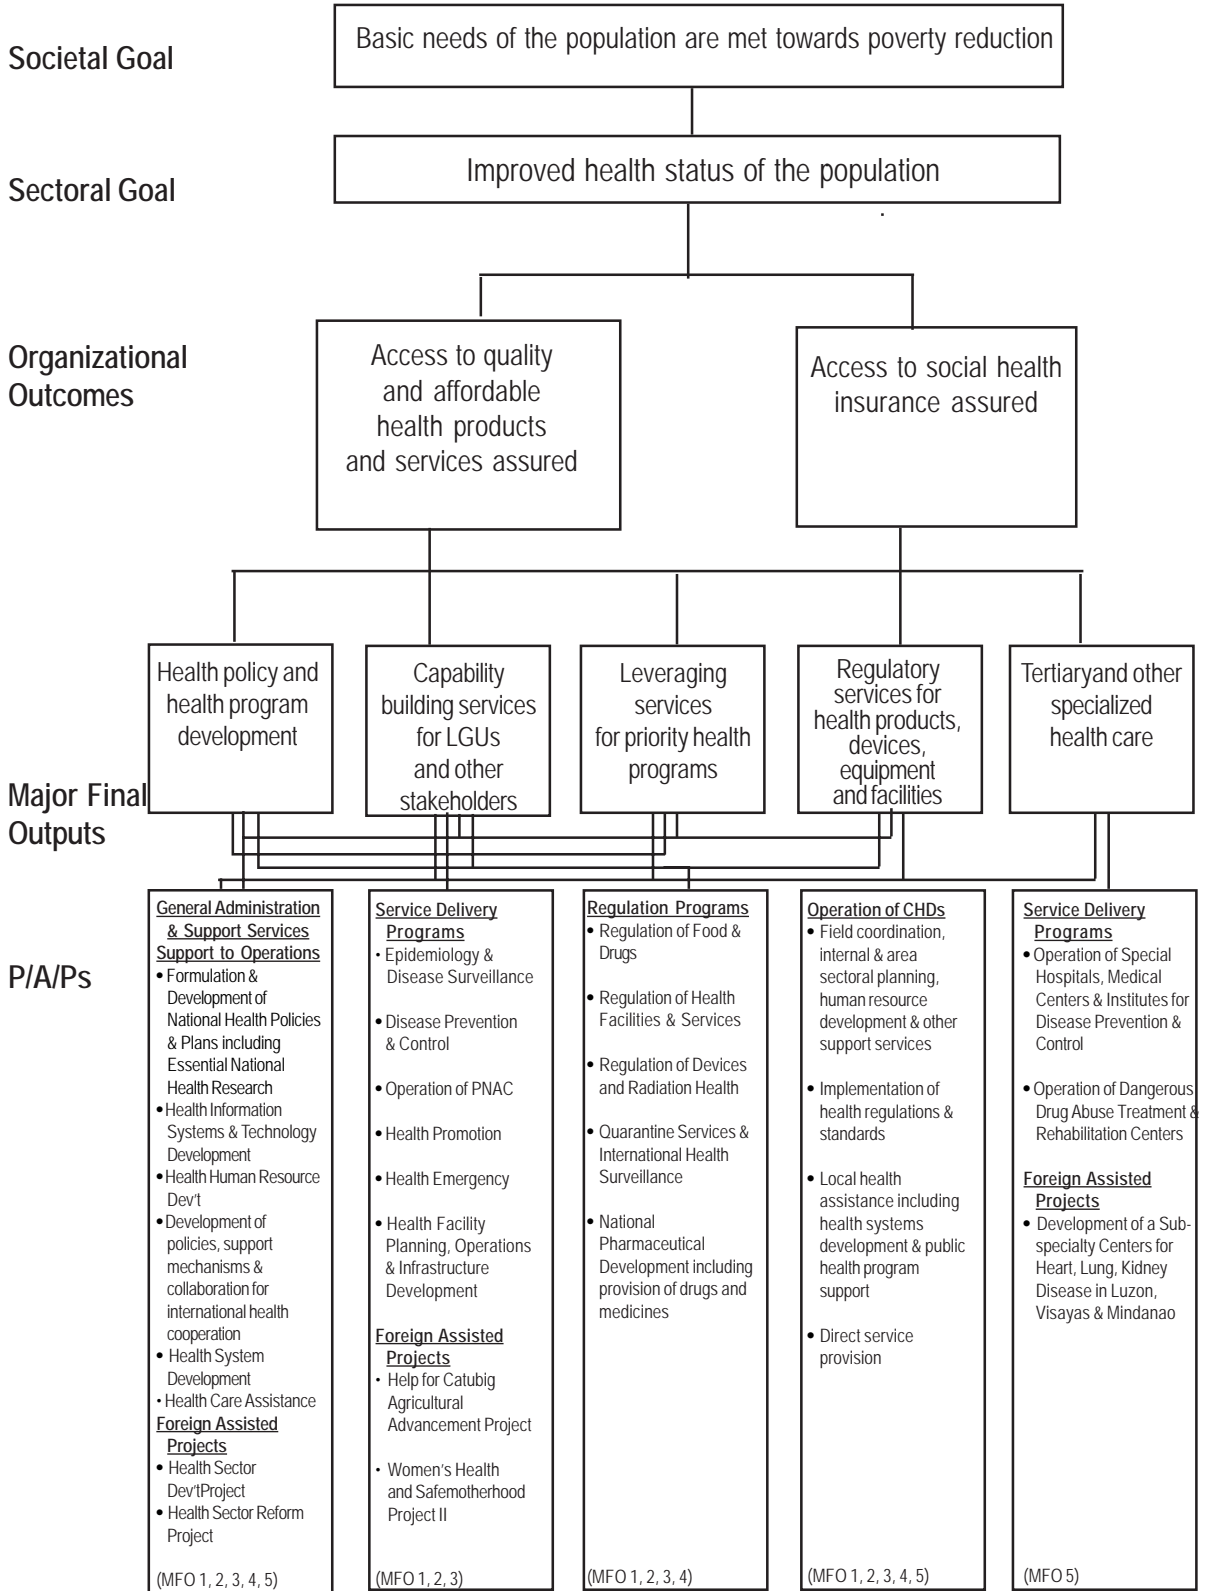 Societal Goal
Basic needs of the population are met towards poverty reduction
Sectoral Goal
Improved health status of the population
Organizational
Outcomes
Access to quality
and affordable
health products
and services assured
Access to social health
insurance assured
Major Final
Outputs
Health policy and
health program
development
Capability
building services
for LGUs
and other
stakeholders
Leveraging
services
for priority health
programs
Regulatory
services for
health products,
devices,
equipment
and facilities
Tertiaryand other
specialized
health care
P/A/Ps
General Administration
& Support Services
Support to Operations
• Formulation &
Development of
National Health Policies
& Plans including
Essential National
Health Research
• Health Information
Systems & Technology
Development
• Health Human Resource
Dev't
• Development of
policies, support
mechanisms &
collaboration for
international health
cooperation
• Health System
Development
• Health Care Assistance
Foreign Assisted
Projects
• Health Sector
Dev'tProject
• Health Sector Reform
Project
(MFO 1, 2, 3, 4, 5)
Service Delivery
Programs
• Epidemiology &
Disease Surveillance
• Disease Prevention
& Control
• Operation of PNAC
• Health Promotion
• Health Emergency
• Health Facility
Planning, Operations
& Infrastructure
Development
Foreign Assisted
Projects
• Help for Catubig
Agricultural
Advancement Project
• Women's Health
and Safemotherhood
Project II
(MFO 1, 2, 3)
Regulation Programs
• Regulation of Food &
Drugs
• Regulation of Health
Facilities & Services
• Regulation of Devices
and Radiation Health
• Quarantine Services &
International Health
Surveillance
• National
Pharmaceutical
Development including
provision of drugs and
medicines
(MFO 1, 2, 3, 4)
Operation of CHDs
• Field coordination,
internal & area
sectoral planning,
human resource
development & other
support services
• Implementation of
health regulations &
standards
• Local health
assistance including
health systems
development & public
health program
support
• Direct service
provision
(MFO 1, 2, 3, 4, 5)
Service Delivery
Programs
• Operation of Special
Hospitals, Medical
Centers & Institutes for
Disease Prevention &
Control
• Operation of Dangerous
Drug Abuse Treatment &
Rehabilitation Centers
Foreign Assisted
Projects
• Development of a Sub-
specialty Centers for
Heart, Lung, Kidney
Disease in Luzon,
Visayas & Mindanao
(MFO 5)